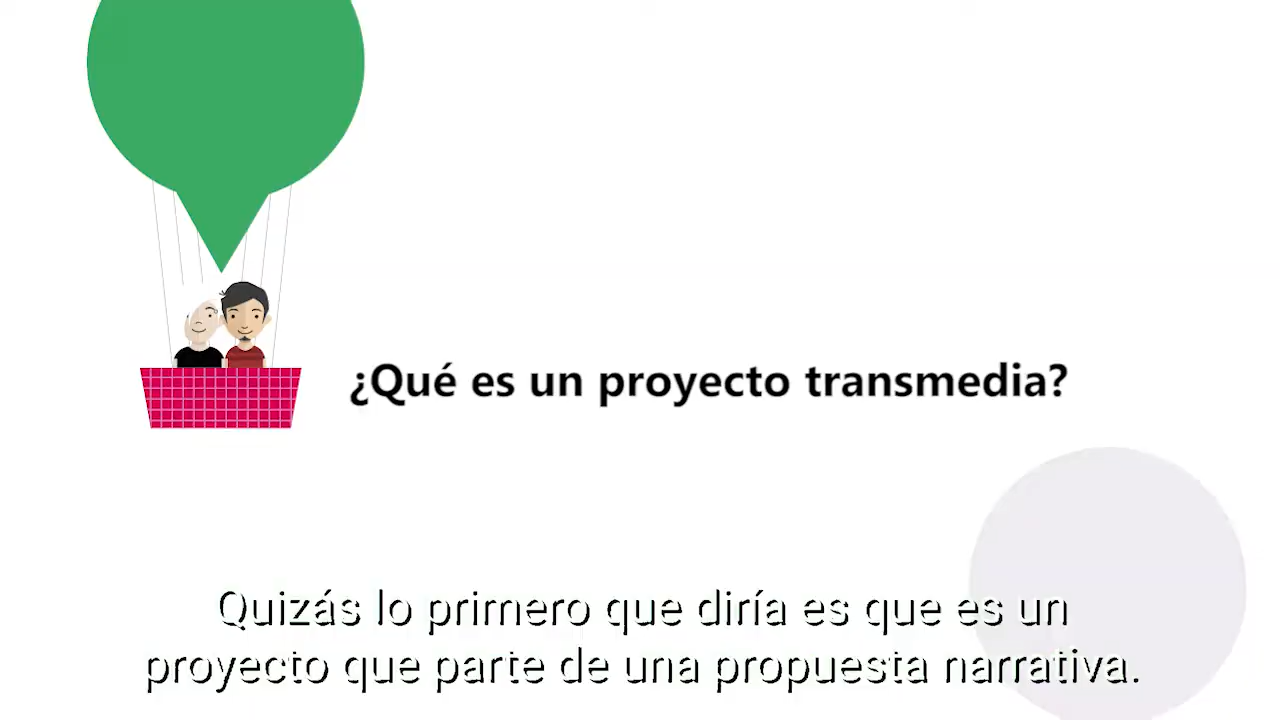 ¿Qué es un proyecto transmedia?
Quizás lo primero que diría es que es un
proyecto que parte de una propuesta narrativa.